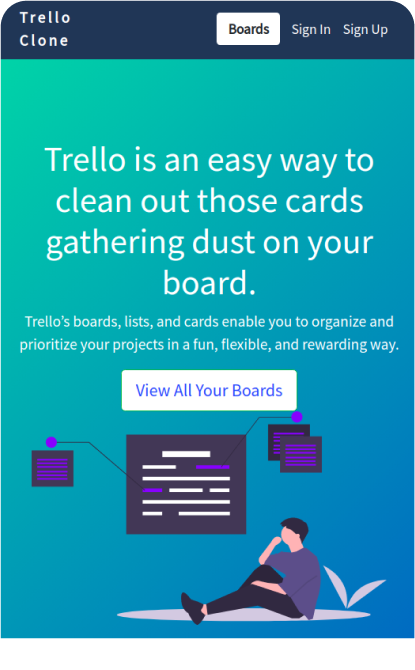 Trello
Clone
Boards Sign In Sign Up
Trello is an easy way to
clean out those cards
gathering dust on your
board.
Trello’s boards, lists, and cards enable you to organize and
prioritize your projects in a fun, flexible, and rewarding way.
View All Your Boards